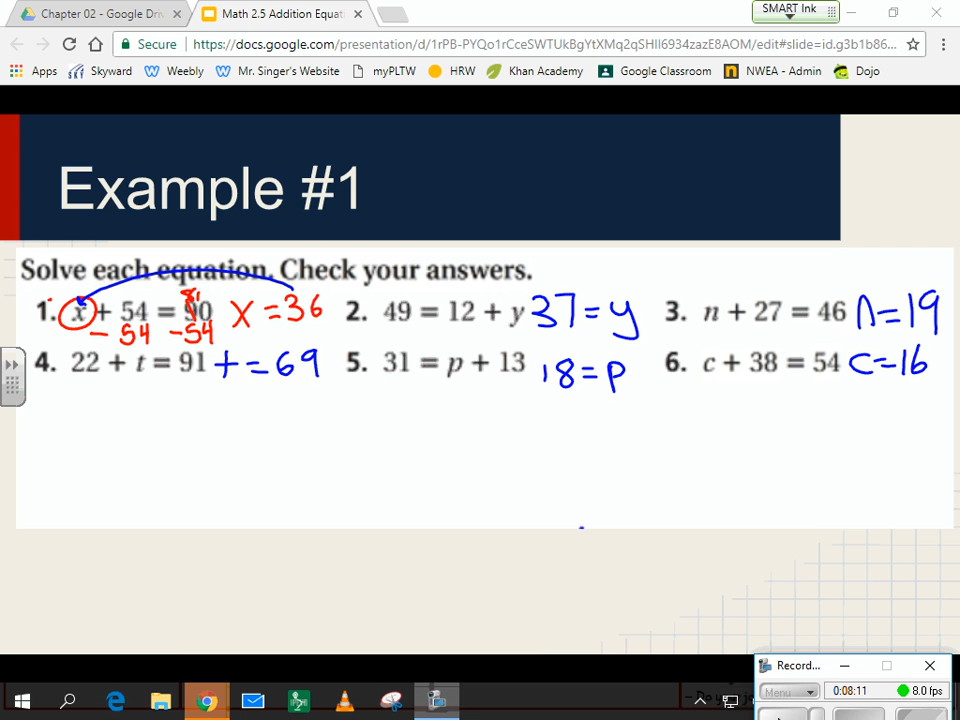 Chapter 02 - Google Driv
Math 2.5 Addition Equat
SMART Ink
Secure
https://docs.google.com/presentation/d/1rPB-PYQo1rCceSWTUkBgYtXMq2qSHII6934zazE8AOM/edit#slide=id.g3b1b86...
Apps Skyward Weebly Mr. Singer's Website myPLTW HRW Khan Academy Google Classroom NWEA - Admin Dojo
Example #1
Solve each equation. Check your answers.
1. x + 54 = 90 x = 36 2. 49 = 12 + y 37 = y 3. n + 27 = 46 n = 19
- 54 - 54
4. 22 + t = 91 t = 69 5. 31 = p + 13 18 = p 6. c + 38 = 54 c = 16
Record...
Menu 0:08:11 8.0 fps